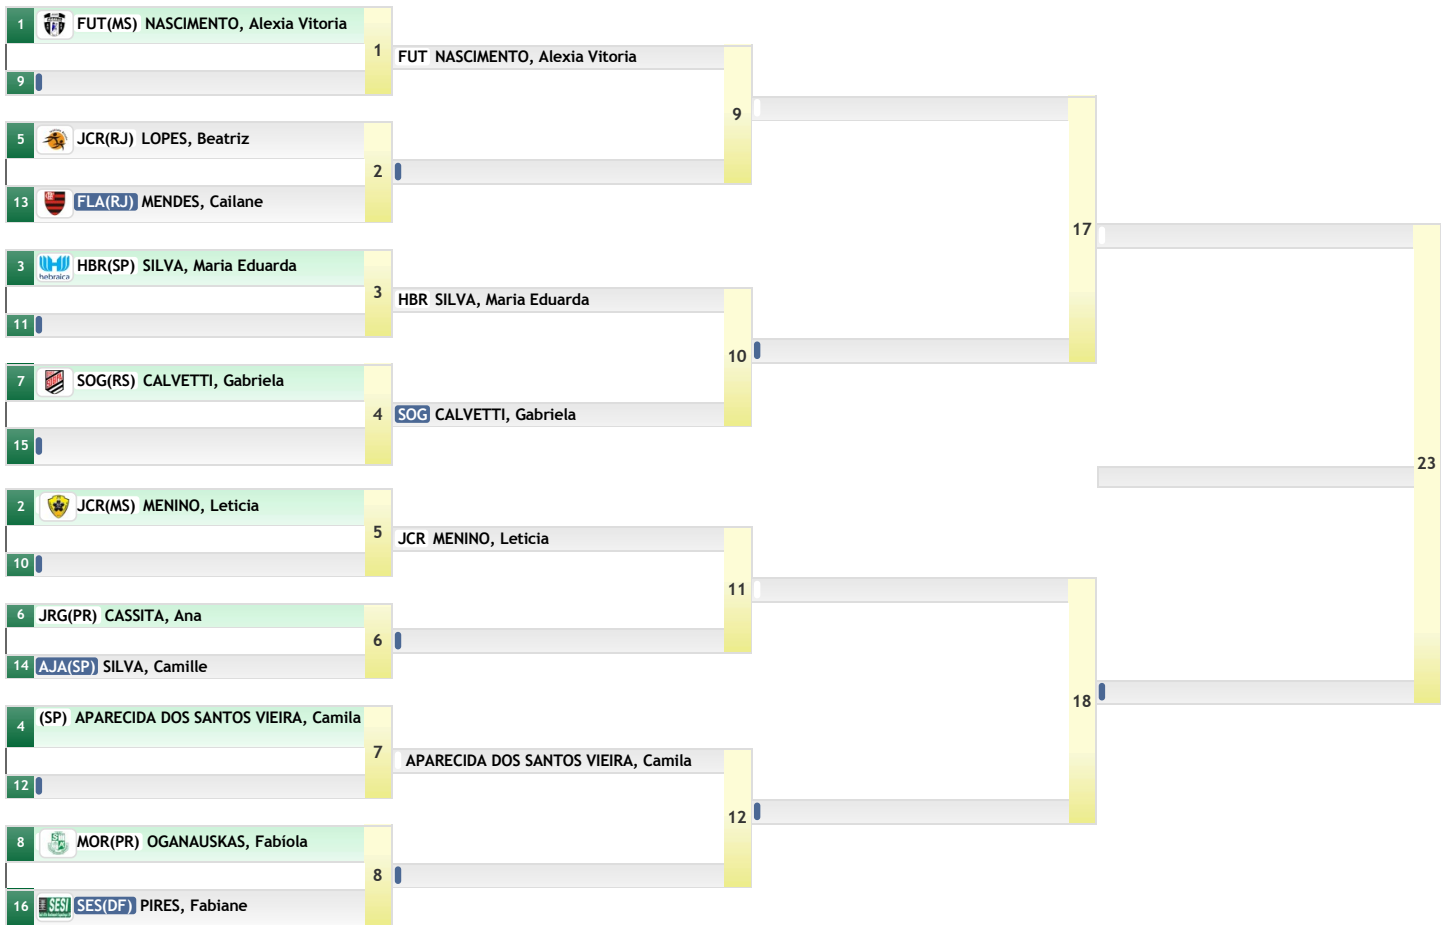 1 FUT(MS) NASCIMENTO, Alexia Vitoria
1
FUT NASCIMENTO, Alexia Vitoria
9
9
5 JCR(RJ) LOPES, Beatriz
2
13 FLA(RJ) MENDES, Cailane
17
3 hebraica HBR(SP) SILVA, Maria Eduarda
3
HBR SILVA, Maria Eduarda
11
10
7 SOG(RS) CALVETTI, Gabriela
4
SOG CALVETTI, Gabriela
15
23
2 JCR(MS) MENINO, Leticia
5
JCR MENINO, Leticia
10
11
6 JRG(PR) CASSITA, Ana
6
14 AJA(SP) SILVA, Camille
18
4 (SP) APARECIDA DOS SANTOS VIEIRA, Camila
7
APARECIDA DOS SANTOS VIEIRA, Camila
12
12
8 MOR(PR) OGANAUSKAS, Fabíola
8
16 SESI SES(DF) PIRES, Fabiane